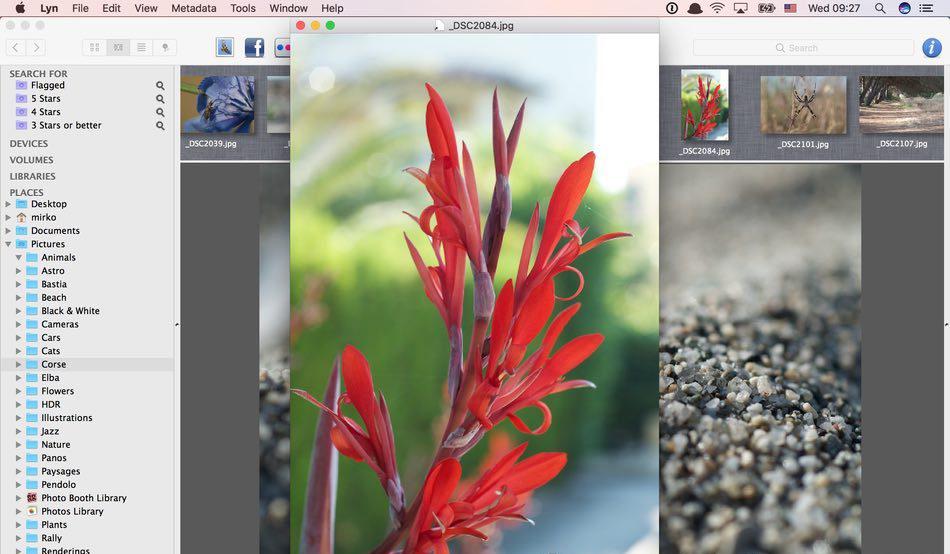 Lyn File Edit View Metadata Tools Window Help Wed 09:27
_DSC2084.jpg
Search
SEARCH FOR
Flagged
5 Stars
4 Stars
3 Stars or better
DEVICES
VOLUMES
LIBRARIES
PLACES
Desktop
mirko
Documents
Pictures
Animals
Astro
Bastia
Beach
Black & White
Cameras
Cars
Cats
Corse
Elba
Flowers
HDR
Illustrations
Jazz
Nature
Panos
Paysages
Pendolo
Photo Booth Library
Photos Library
Plants
Rally
Renderings
_DSC2039.jpg
_DSC2084.jpg
_DSC2101.jpg
_DSC2107.jpg